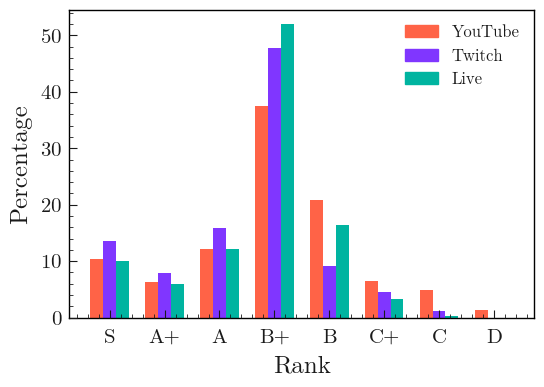 YouTube
Twitch
Live
Percentage
50
40
30
20
10
0
S A+ A B+ B C+ C D
Rank